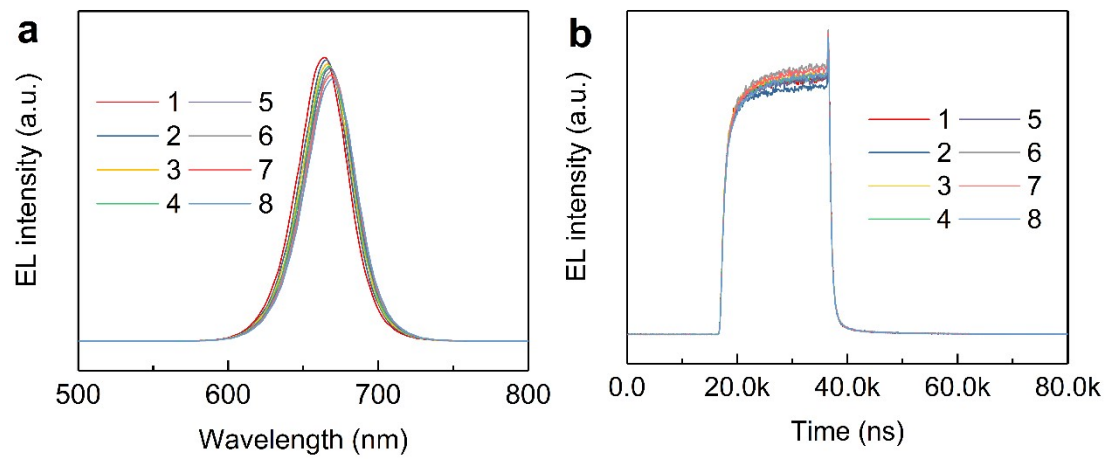 a
EL intensity (a.u.)
1 5
2 6
3 7
4 8
500 600 700 800
Wavelength (nm)
b
EL intensity (a.u.)
1 5
2 6
3 7
4 8
0.0 20.0k 40.0k 60.0k 80.0k
Time (ns)